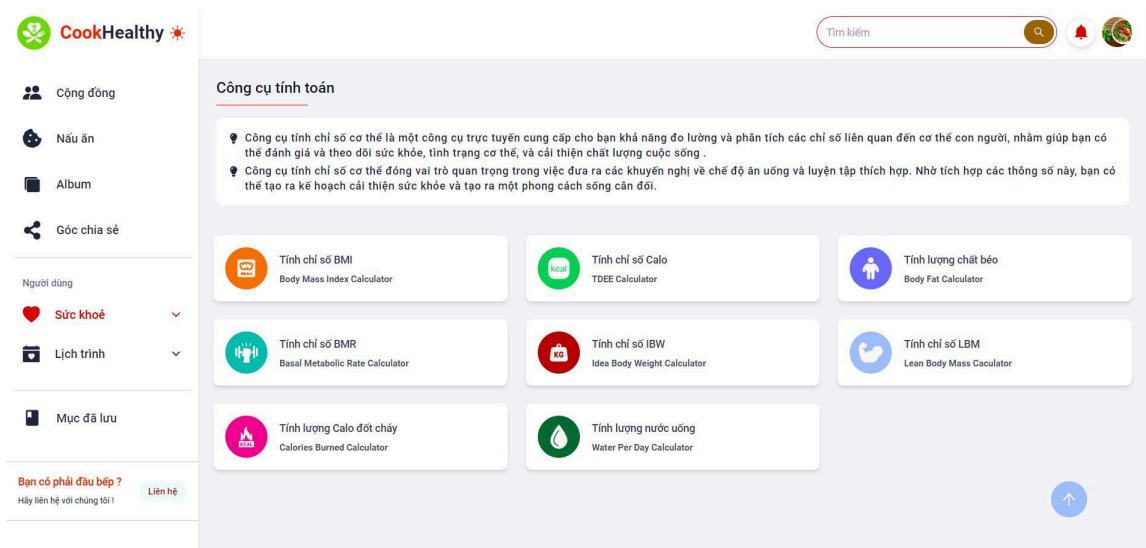 CookHealthy
Tìm kiếm
Cộng đồng
Nấu ăn
Album
Góc chia sẻ
Người dùng
Sức khoẻ
Lịch trình
Mục đã lưu
Bạn có phải đầu bếp ?
Hãy liên hệ với chúng tôi !
Liên hệ
Công cụ tính toán
Công cụ tính chỉ số cơ thể là một công cụ trực tuyến cung cấp cho bạn khả năng đo lường và phân tích các chỉ số liên quan đến cơ thể con người, nhằm giúp bạn có
thể đánh giá và theo dõi sức khỏe, tình trạng cơ thể, và cải thiện chất lượng cuộc sống .
Công cụ tính chỉ số cơ thể đóng vai trò quan trọng trong việc đưa ra các khuyến nghị về chế độ ăn uống và luyện tập thích hợp. Nhờ tích hợp các thông số này, bạn có
thể tạo ra kế hoạch cải thiện sức khỏe và tạo ra một phong cách sống cân đối.
Tính chỉ số BMI
Body Mass Index Calculator
kcal
Tính chỉ số Calo
TDEE Calculator
Tính lượng chất béo
Body Fat Calculator
Tính chỉ số BMR
Basal Metabolic Rate Calculator
KG
Tính chỉ số IBW
Idea Body Weight Calculator
Tính chỉ số LBM
Lean Body Mass Caculator
KCAL
Tính lượng Calo đốt cháy
Calories Burned Calculator
Tính lượng nước uống
Water Per Day Calculator